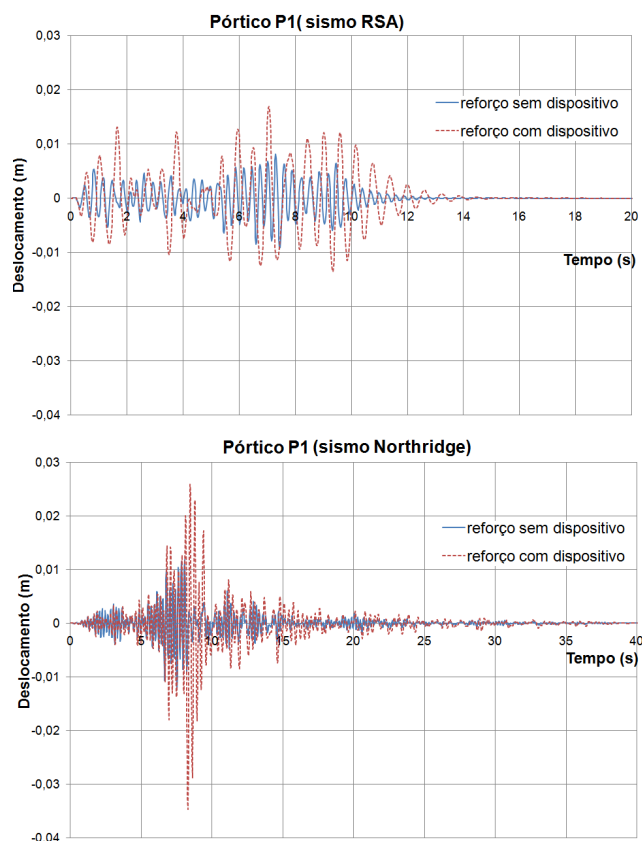 Pórtico P1( sismo RSA)
0,03
0,02
0,01
0
-0,01
-0,02
-0,03
-0,04
Deslocamento (m)
reforço sem dispositivo
reforço com dispositivo
0 2 4 6 8 10 12 14 16 18 20
Tempo (s)
Pórtico P1 (sismo Northridge)
0,03
0,02
0,01
0
-0,01
-0,02
-0,03
-0,04
Deslocamento (m)
reforço sem dispositivo
reforço com dispositivo
0 5 10 15 20 25 30 35 40
Tempo (s)